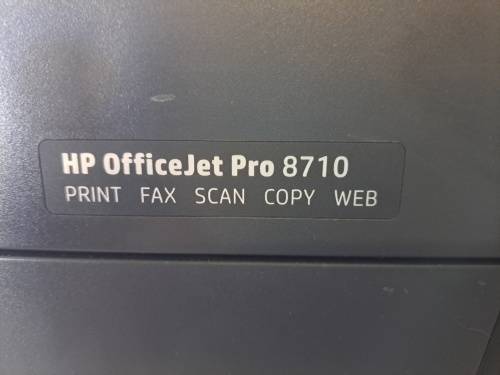 HP OfficeJet Pro 8710
PRINT FAX SCAN COPY WEB